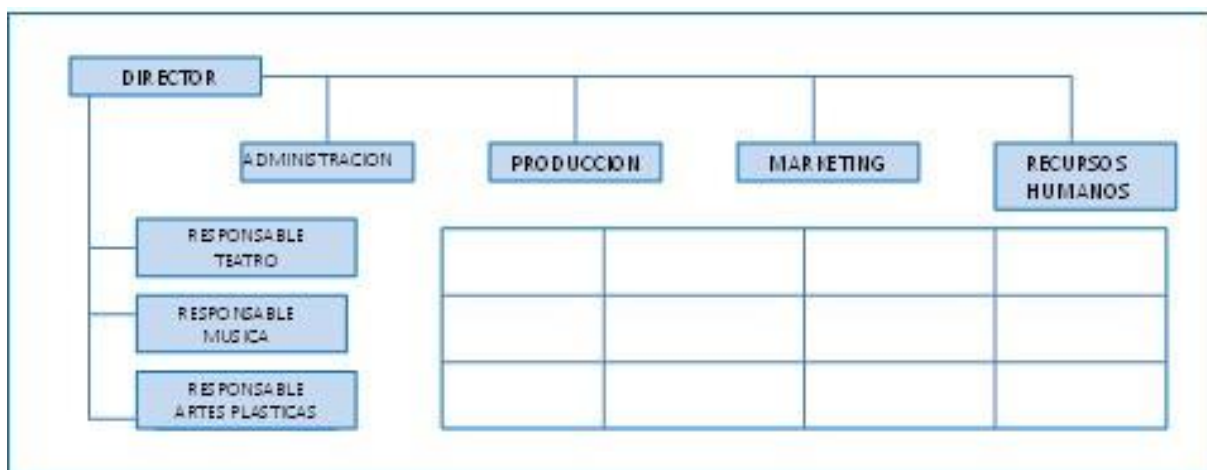 DIRECTOR
ADMINISTRACION
PRODUCCION
MARKETING
RECURSOS
HUMANOS
RESPONSABLE
TEATRO
RESPONSABLE
MUSICA
RESPONSABLE
ARTES PLASTICAS